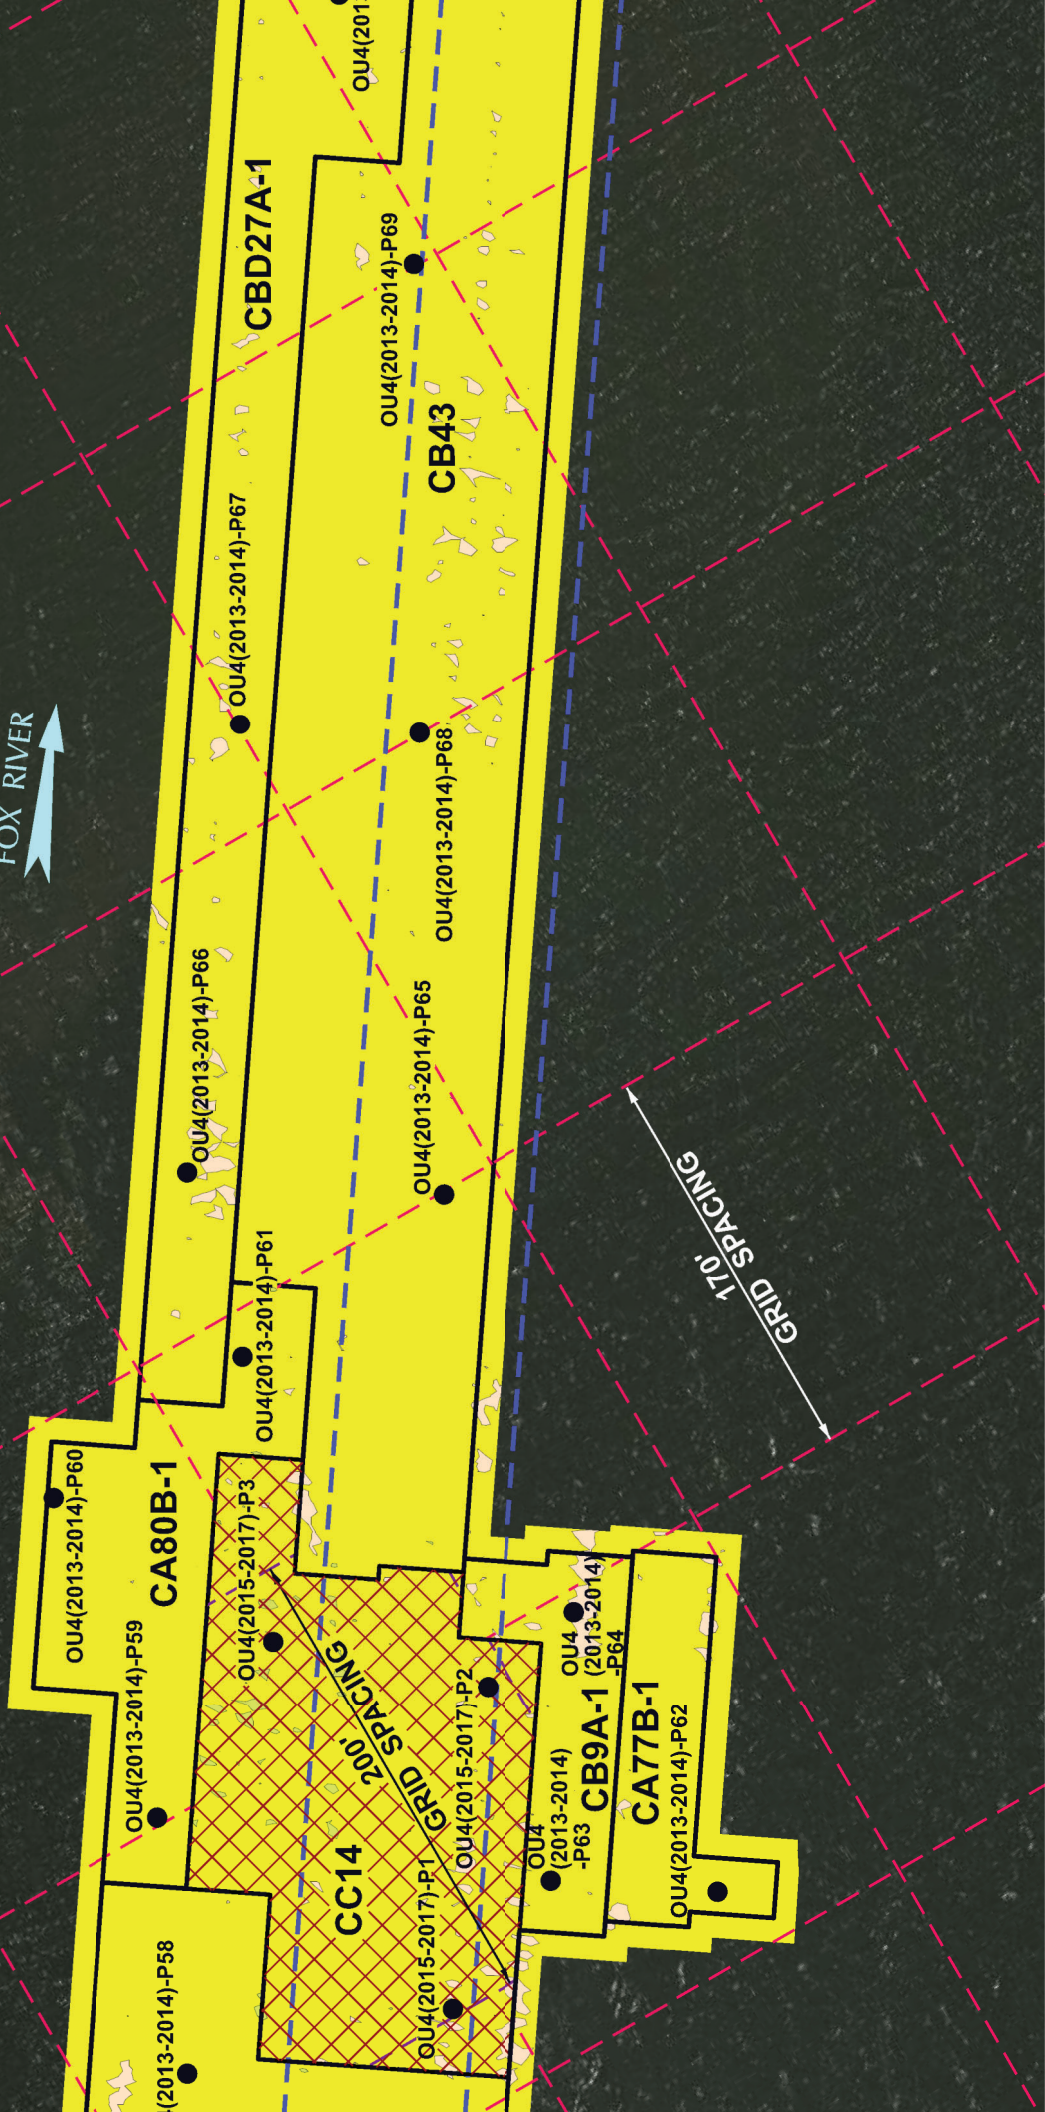 OU4(2013
CBD27A-1
OU4(2013-2014)-P69
CB43
OU4(2013-2014)-P67
FOX RIVER
OU4(2013-2014)-P68
OU4(2013-2014)-P66
OU4(2013-2014)-P65
170'
GRID SPACING
OU4(2013-2014)-P61
OU4(2013-2014)-P60
CA80B-1
OU4(2015-2017)-P3
OU4(2013-2014)-P59
200'
GRID SPACING
OU4(2015-2017)-P2
OU4
(2013-2014)
-P64
CB9A-1
CA77B-1
OU4(2013-2014)-P62
OU4
(2013-2014)
-P63
CC14
OU4(2015-2017)-P1
(2013-2014)-P58